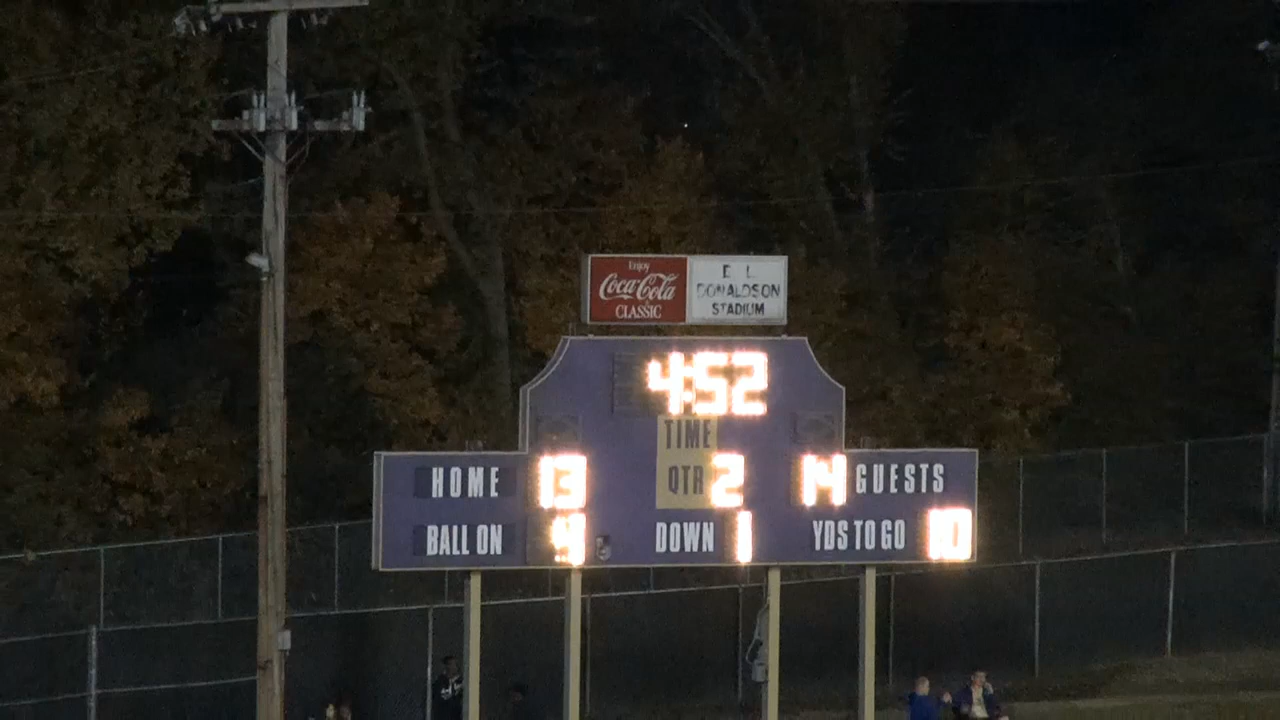 Enjoy
Coca-Cola
CLASSIC
E L
DONALDSON
STADIUM
4:52
TIME
HOME 13 QTR 2 14 GUESTS
BALL ON DOWN 1 YDS TO GO 10